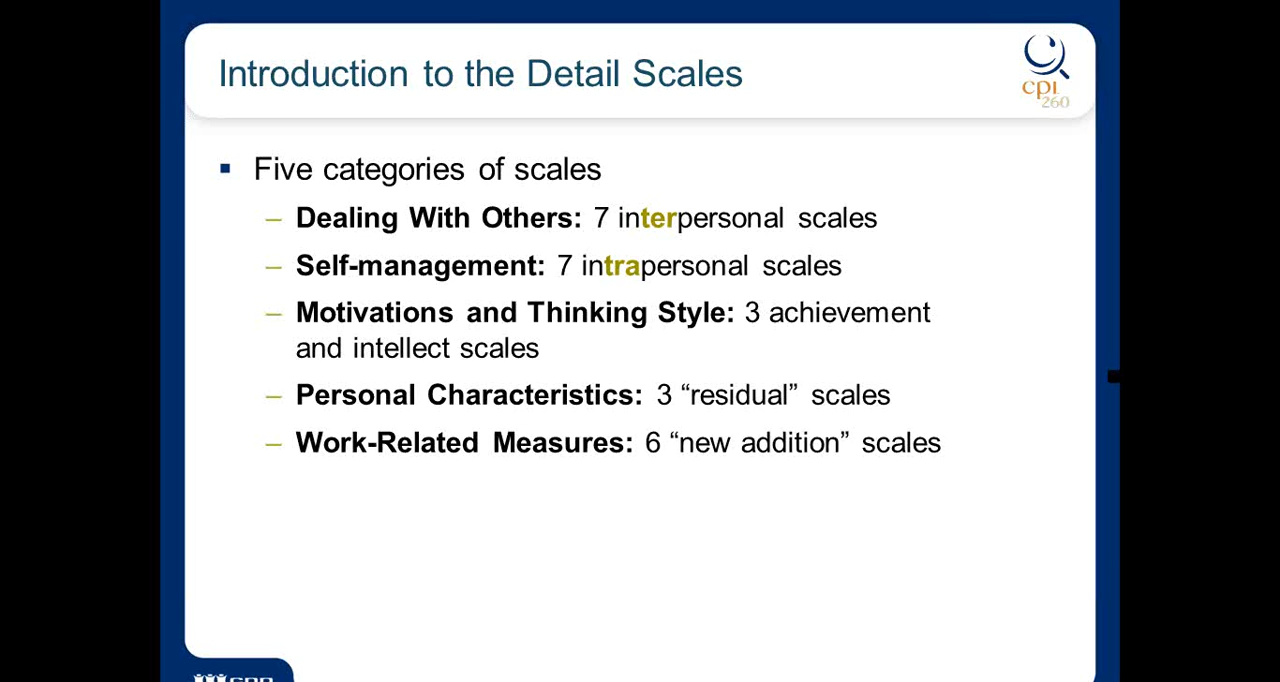 Introduction to the Detail Scales
cpi
260
Five categories of scales
– Dealing With Others: 7 interpersonal scales
– Self-management: 7 intrapersonal scales
– Motivations and Thinking Style: 3 achievement
and intellect scales
– Personal Characteristics: 3 “residual” scales
– Work-Related Measures: 6 “new addition” scales